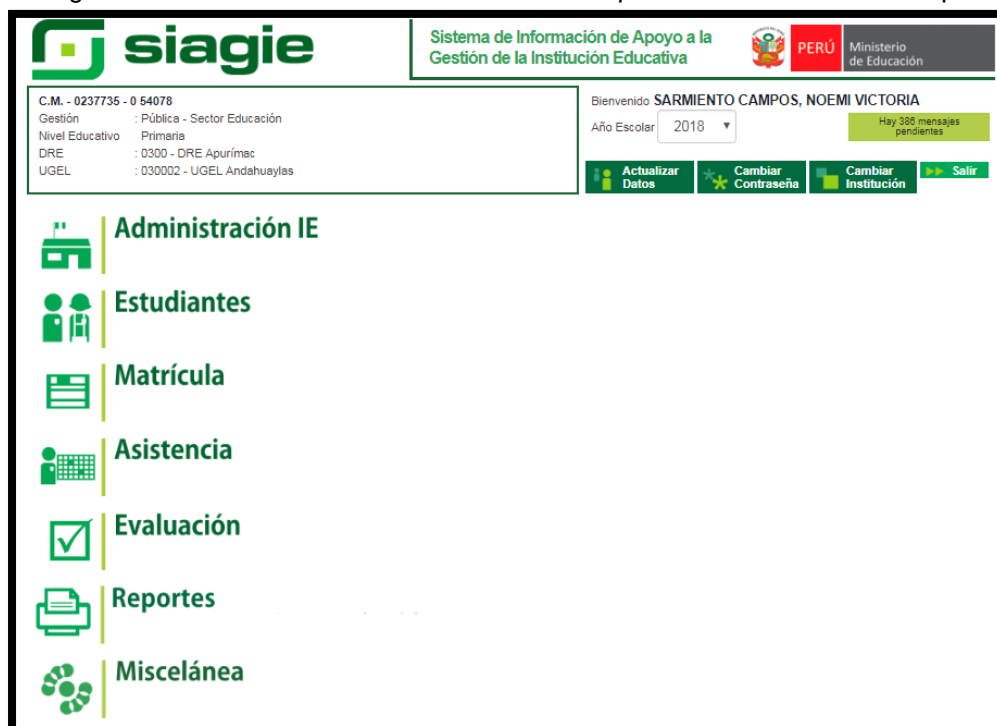 siagie
Sistema de Información de Apoyo a la
Gestión de la Institución Educativa
PERÚ
Ministerio
de Educación
C.M. - 0237735 - 0 54078
Gestión : Pública - Sector Educación
Nivel Educativo Primaria
DRE : 0300 - DRE Apurímac
UGEL : 030002 - UGEL Andahuaylas
Bienvenido SARMIENTO CAMPOS, NOEMI VICTORIA
Año Escolar 2018
Hay 386 mensajes
pendientes
Actualizar
Datos
Cambiar
Contraseña
Cambiar
Institución
Salir
Administración IE
Estudiantes
Matrícula
Asistencia
Evaluación
Reportes
Miscelánea